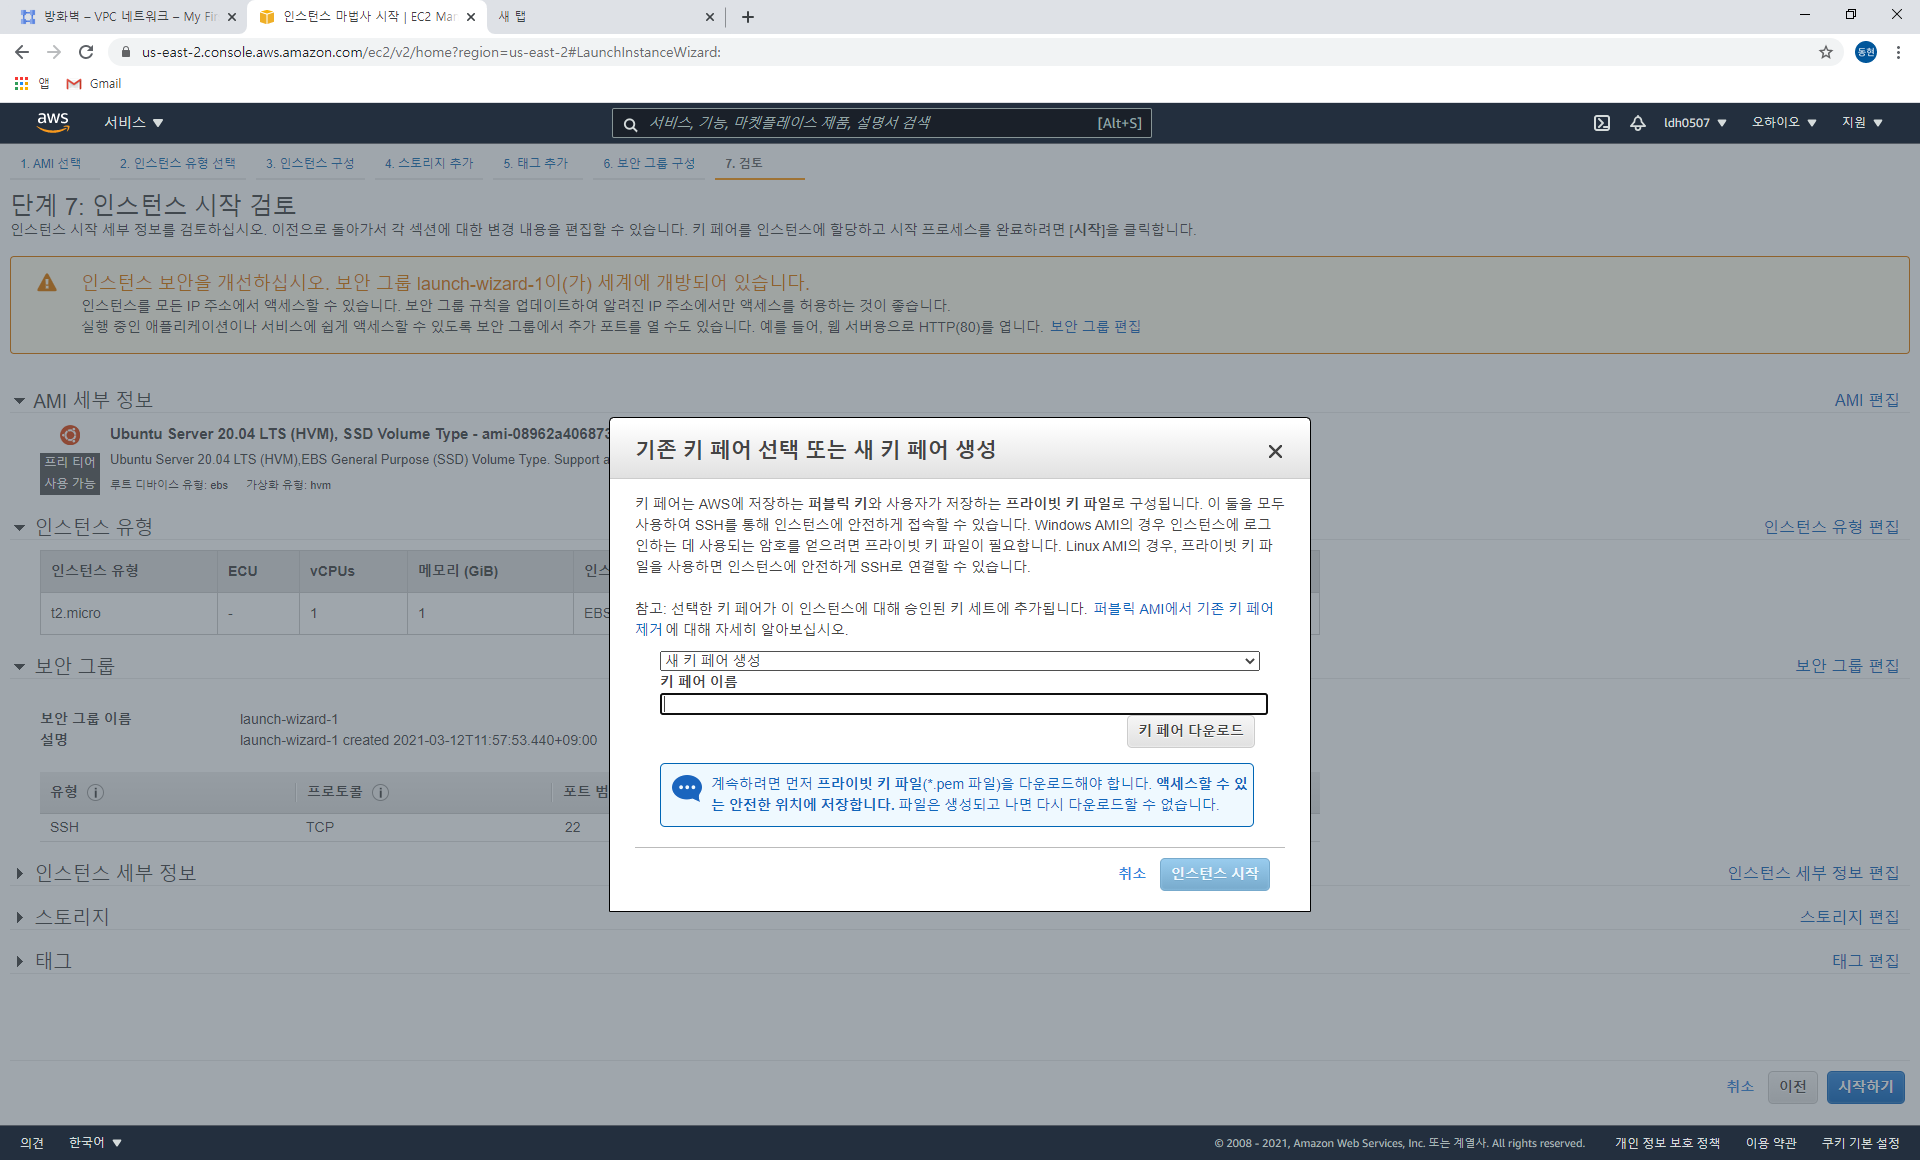 방화벽 – VPC 네트워크 – My Fir
인스턴스 마법사 시작 | EC2 Mar
새 탭
us-east-2.console.aws.amazon.com/ec2/v2/home?region=us-east-2#LaunchInstanceWizard:
동현
앱
Gmail
aws
서비스
서비스, 기능, 마켓플레이스 제품, 설명서 검색
[Alt+S]
ldh0507
오하이오
지원
1. AMI 선택
2. 인스턴스 유형 선택
3. 인스턴스 구성
4. 스토리지 추가
5. 태그 추가
6. 보안 그룹 구성
7. 검토
단계 7: 인스턴스 시작 검토
인스턴스 시작 세부 정보를 검토하십시오. 이전으로 돌아가서 각 섹션에 대한 변경 내용을 편집할 수 있습니다. 키 페어를 인스턴스에 할당하고 시작 프로세스를 완료하려면 [시작]을 클릭합니다.
인스턴스 보안을 개선하십시오. 보안 그룹 launch-wizard-1이(가) 세계에 개방되어 있습니다.
인스턴스를 모든 IP 주소에서 액세스할 수 있습니다. 보안 그룹 규칙을 업데이트하여 알려진 IP 주소에서만 액세스를 허용하는 것이 좋습니다.
실행 중인 애플리케이션이나 서비스에 쉽게 액세스할 수 있도록 보안 그룹에서 추가 포트를 열 수도 있습니다. 예를 들어, 웹 서버용으로 HTTP(80)를 엽니다. 보안 그룹 편집
AMI 세부 정보
AMI 편집
Ubuntu Server 20.04 LTS (HVM), SSD Volume Type - ami-08962a406873
프리 티어
사용 가능
Ubuntu Server 20.04 LTS (HVM),EBS General Purpose (SSD) Volume Type. Support a
루트 디바이스 유형: ebs 가상화 유형: hvm
인스턴스 유형
인스턴스 유형 편집
인스턴스 유형 ECU vCPUs 메모리 (GiB) 인스
t2.micro - 1 1 EBS
보안 그룹
보안 그룹 편집
보안 그룹 이름 launch-wizard-1
설명 launch-wizard-1 created 2021-03-12T11:57:53.440+09:00
유형 프로토콜 포트 범
SSH TCP 22
인스턴스 세부 정보
인스턴스 세부 정보 편집
스토리지
스토리지 편집
태그
태그 편집
기존 키 페어 선택 또는 새 키 페어 생성
키 페어는 AWS에 저장하는 퍼블릭 키와 사용자가 저장하는 프라이빗 키 파일로 구성됩니다. 이 둘을 모두
사용하여 SSH를 통해 인스턴스에 안전하게 접속할 수 있습니다. Windows AMI의 경우 인스턴스에 로그
인하는 데 사용되는 암호를 얻으려면 프라이빗 키 파일이 필요합니다. Linux AMI의 경우, 프라이빗 키 파
일을 사용하면 인스턴스에 안전하게 SSH로 연결할 수 있습니다.
참고: 선택한 키 페어가 이 인스턴스에 대해 승인된 키 세트에 추가됩니다. 퍼블릭 AMI에서 기존 키 페어
제거 에 대해 자세히 알아보십시오.
새 키 페어 생성
키 페어 이름
키 페어 다운로드
계속하려면 먼저 프라이빗 키 파일(*.pem 파일)을 다운로드해야 합니다. 액세스할 수 있
는 안전한 위치에 저장합니다. 파일은 생성되고 나면 다시 다운로드할 수 없습니다.
취소
인스턴스 시작
취소
이전
시작하기
의견
한국어
© 2008 - 2021, Amazon Web Services, Inc. 또는 계열사. All rights reserved.
개인 정보 보호 정책
이용 약관
쿠키 기본 설정